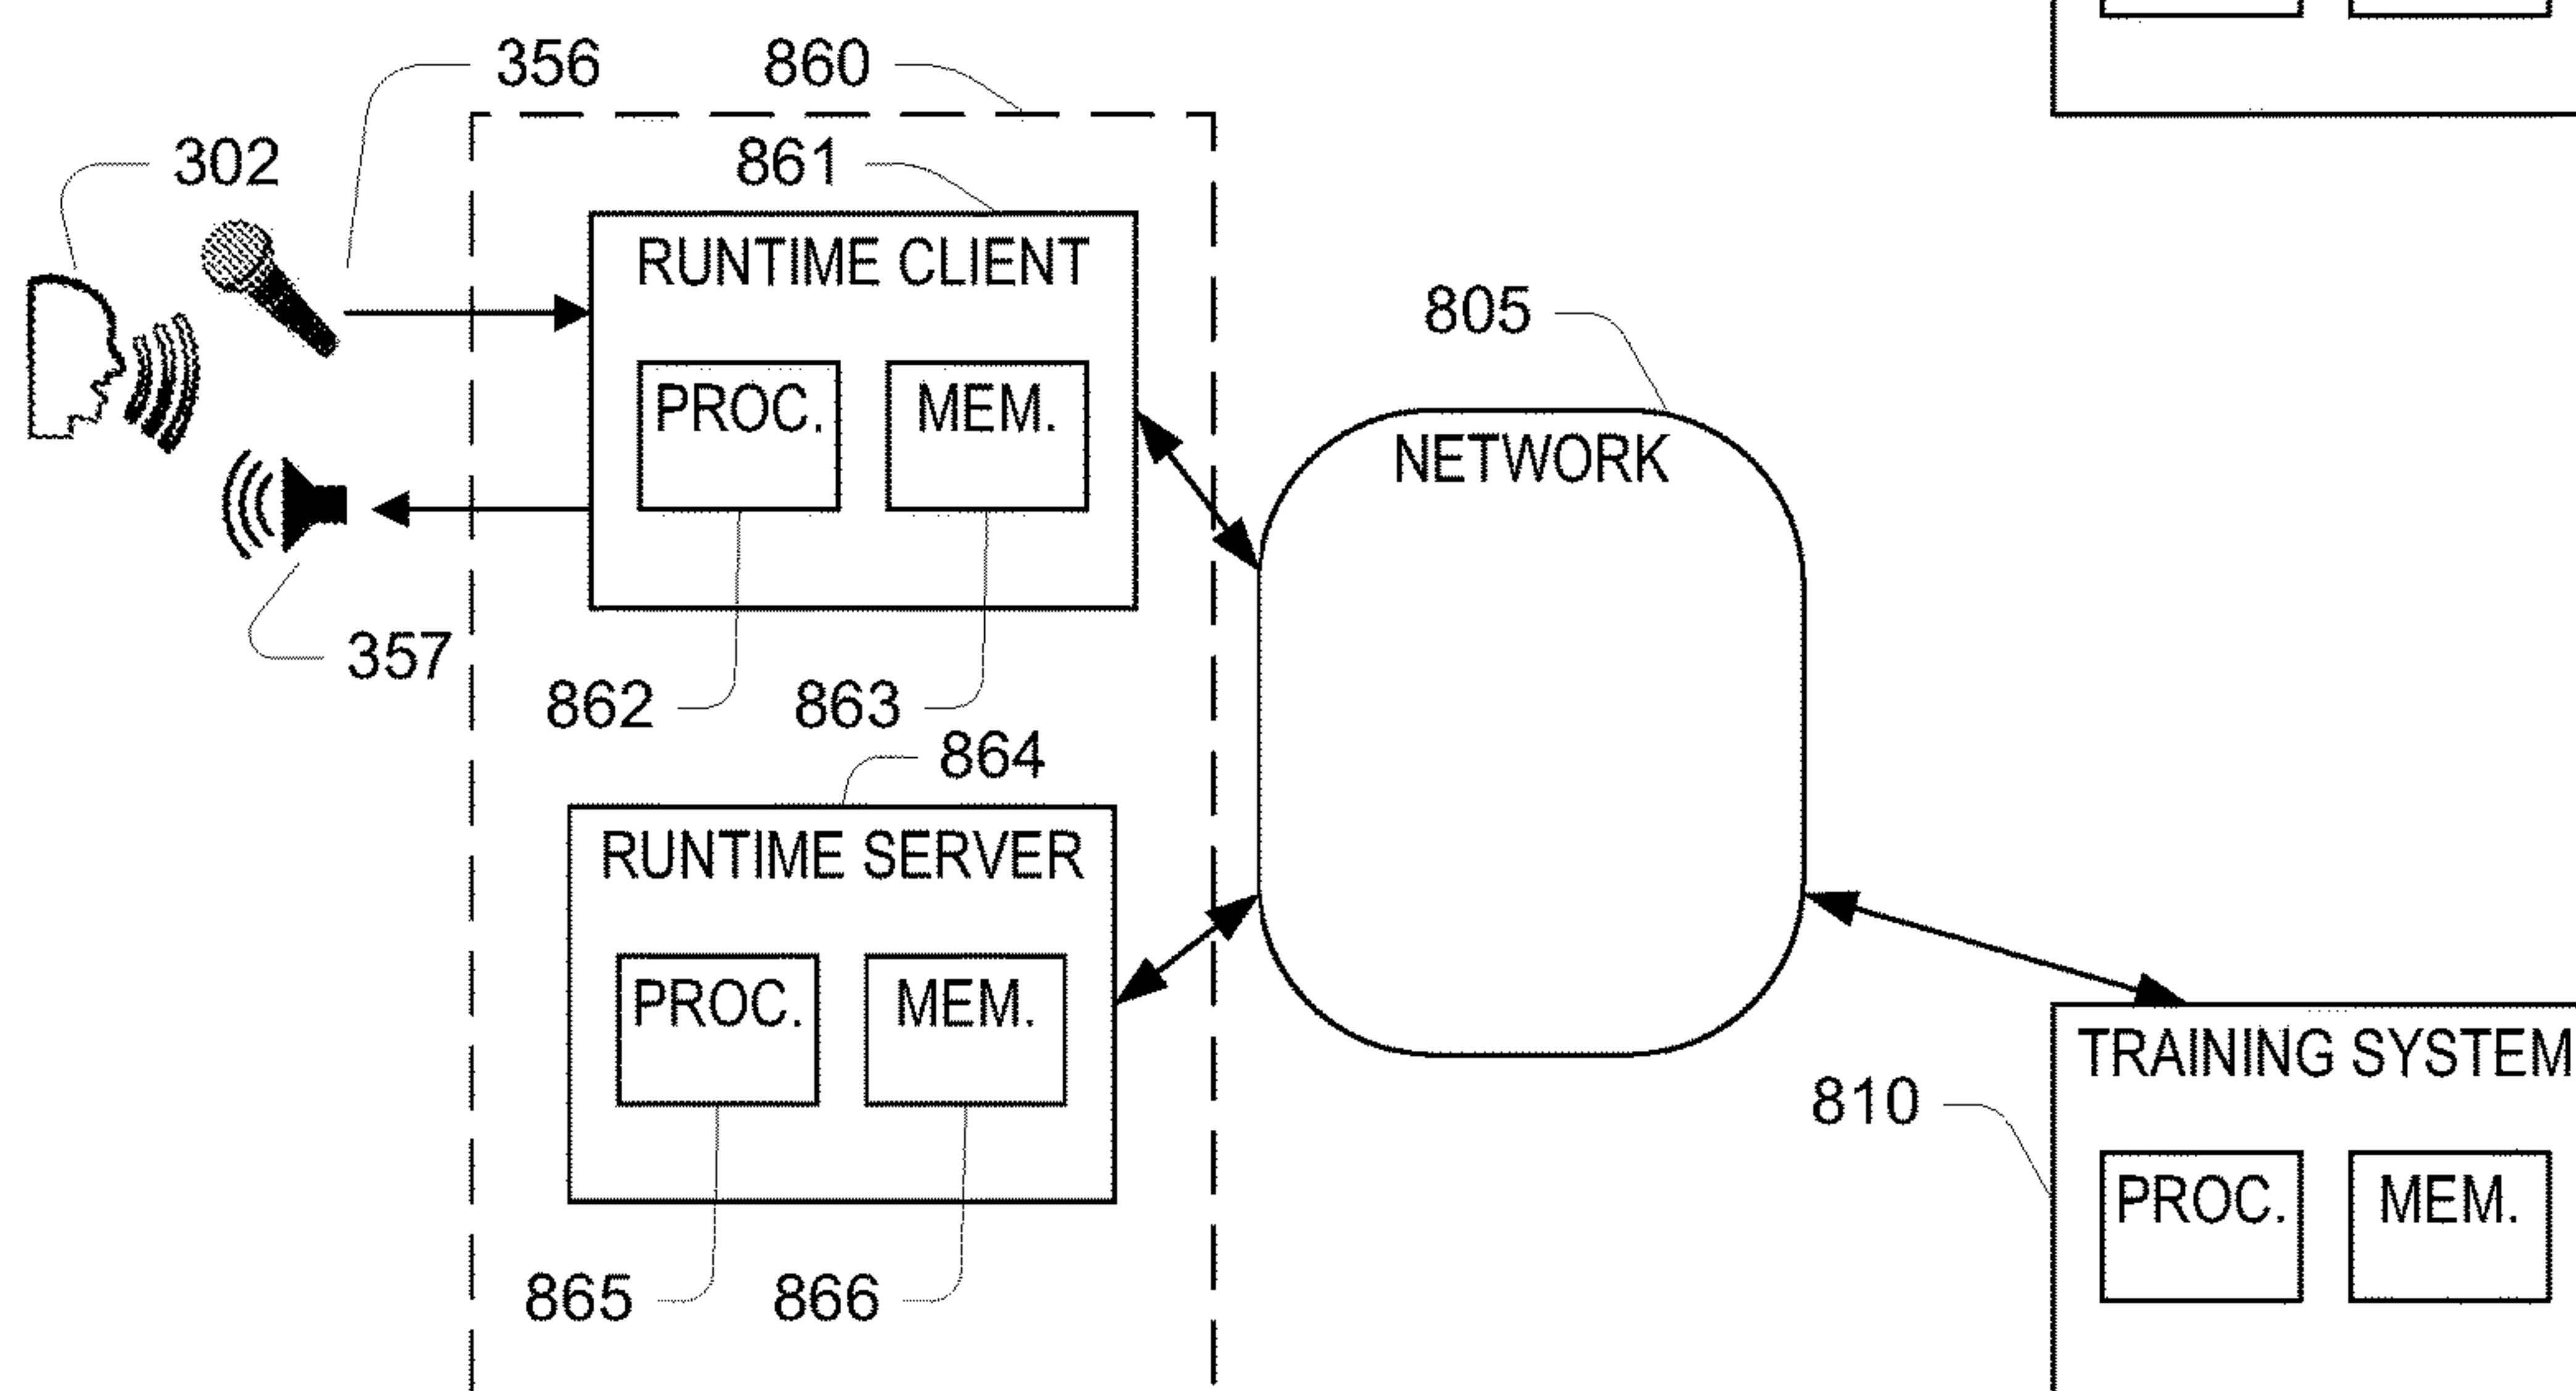 356 860
302 861
RUNTIME CLIENT
805
PROC. MEM.
NETWORK
357
862 863
864
RUNTIME SERVER
PROC. MEM.
TRAINING SYSTEM
810
PROC. MEM.
865 866